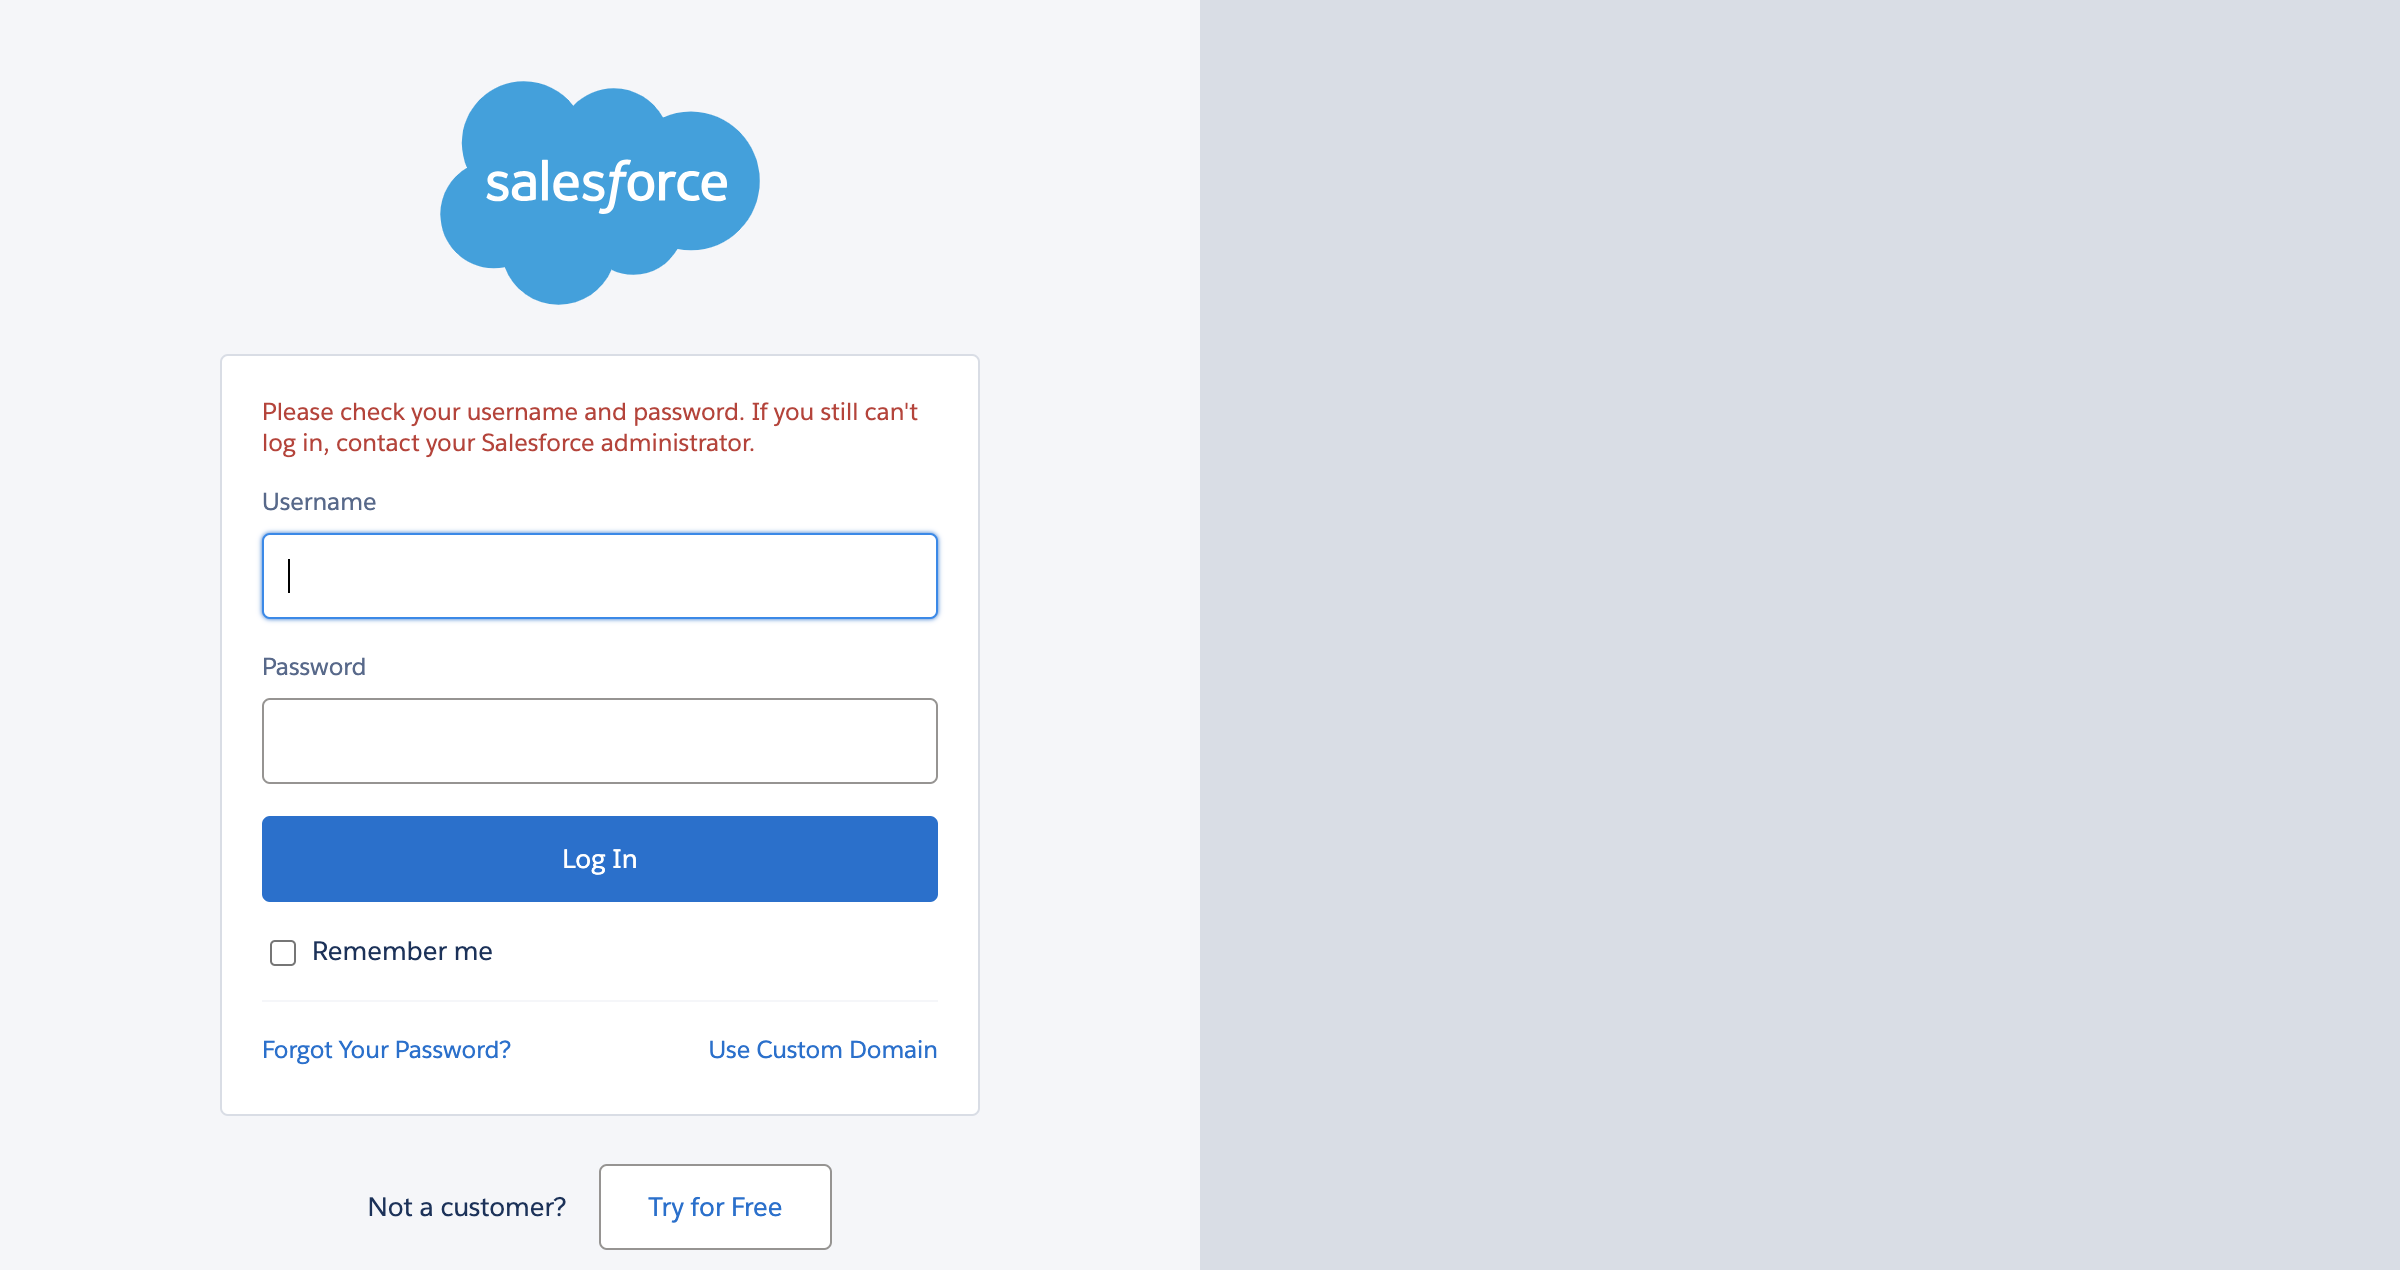 salesforce
Please check your username and password. If you still can't
log in, contact your Salesforce administrator.
Username
Password
Log In
Remember me
Forgot Your Password?
Use Custom Domain
Not a customer?
Try for Free